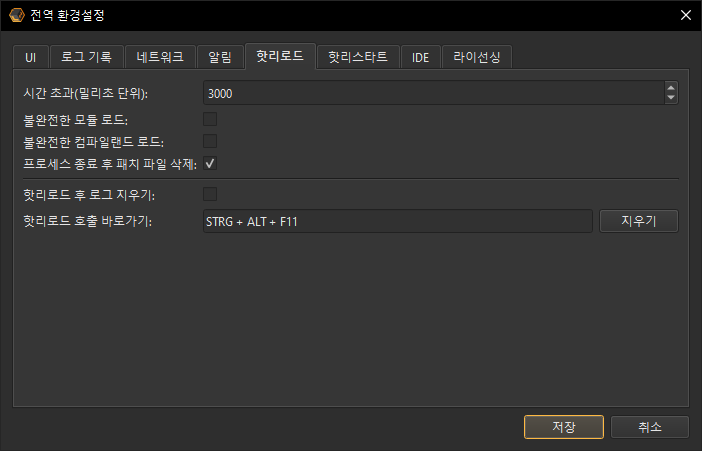 전역 환경설정
UI 로그 기록 네트워크 알림 핫리로드 핫리스타트 IDE 라이선싱
시간 초과(밀리초 단위): 3000
불완전한 모듈 로드:
불완전한 컴파일랜드 로드:
프로세스 종료 후 패치 파일 삭제:
핫리로드 후 로그 지우기:
핫리로드 호출 바로가기: STRG + ALT + F11 지우기
저장 취소